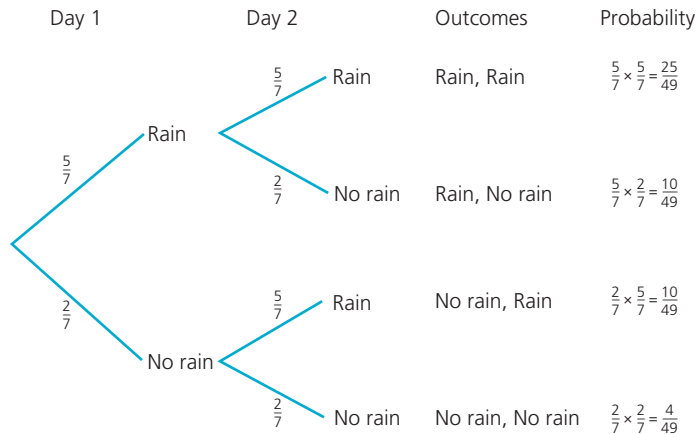 Day 1 Day 2 Outcomes Probability
5/7 Rain Rain, Rain 5/7 × 5/7 = 25/49
Rain
5/7
2/7 No rain Rain, No rain 5/7 × 2/7 = 10/49
5/7 Rain No rain, Rain 2/7 × 5/7 = 10/49
2/7
No rain
2/7 No rain No rain, No rain 2/7 × 2/7 = 4/49